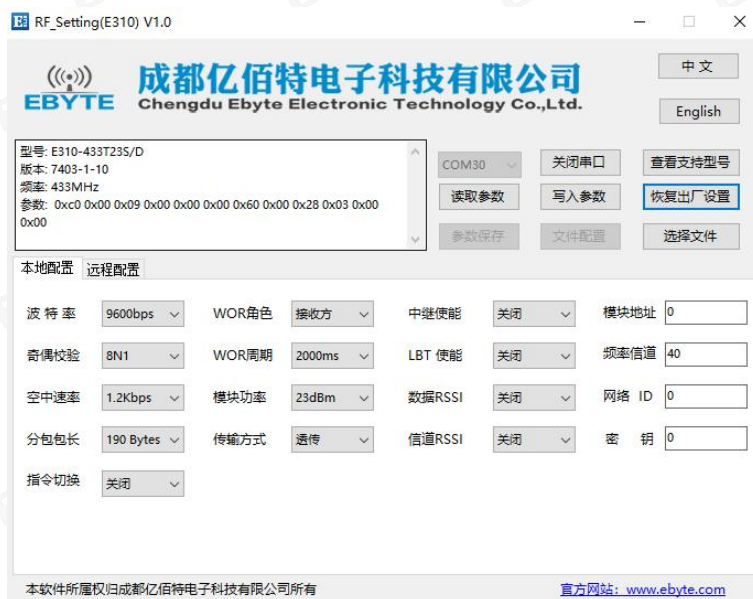 RF_Setting(E310) V1.0
中 文
EBYTE
成都亿佰特电子科技有限公司
Chengdu Ebyte Electronic Technology Co.,Ltd.
English
型号: E310-433T23S/D
版本: 7403-1-10
频率: 433MHz
参数: 0xc0 0x00 0x09 0x00 0x00 0x00 0x60 0x00 0x28 0x03 0x00
0x00
COM30 关闭串口 查看支持型号
读取参数 写入参数 恢复出厂设置
参数保存 文件配置 选择文件
本地配置 远程配置
波 特 率 9600bps WOR角色 接收方 中继使能 关闭 模块地址 0
奇偶校验 8N1 WOR周期 2000ms LBT 使能 关闭 频率信道 40
空中速率 1.2Kbps 模块功率 23dBm 数据RSSI 关闭 网络 ID 0
分包包长 190 Bytes 传输方式 透传 信道RSSI 关闭 密 钥 0
指令切换 关闭
本软件所属权归成都亿佰特电子科技有限公司所有 官方网站：www.ebyte.com